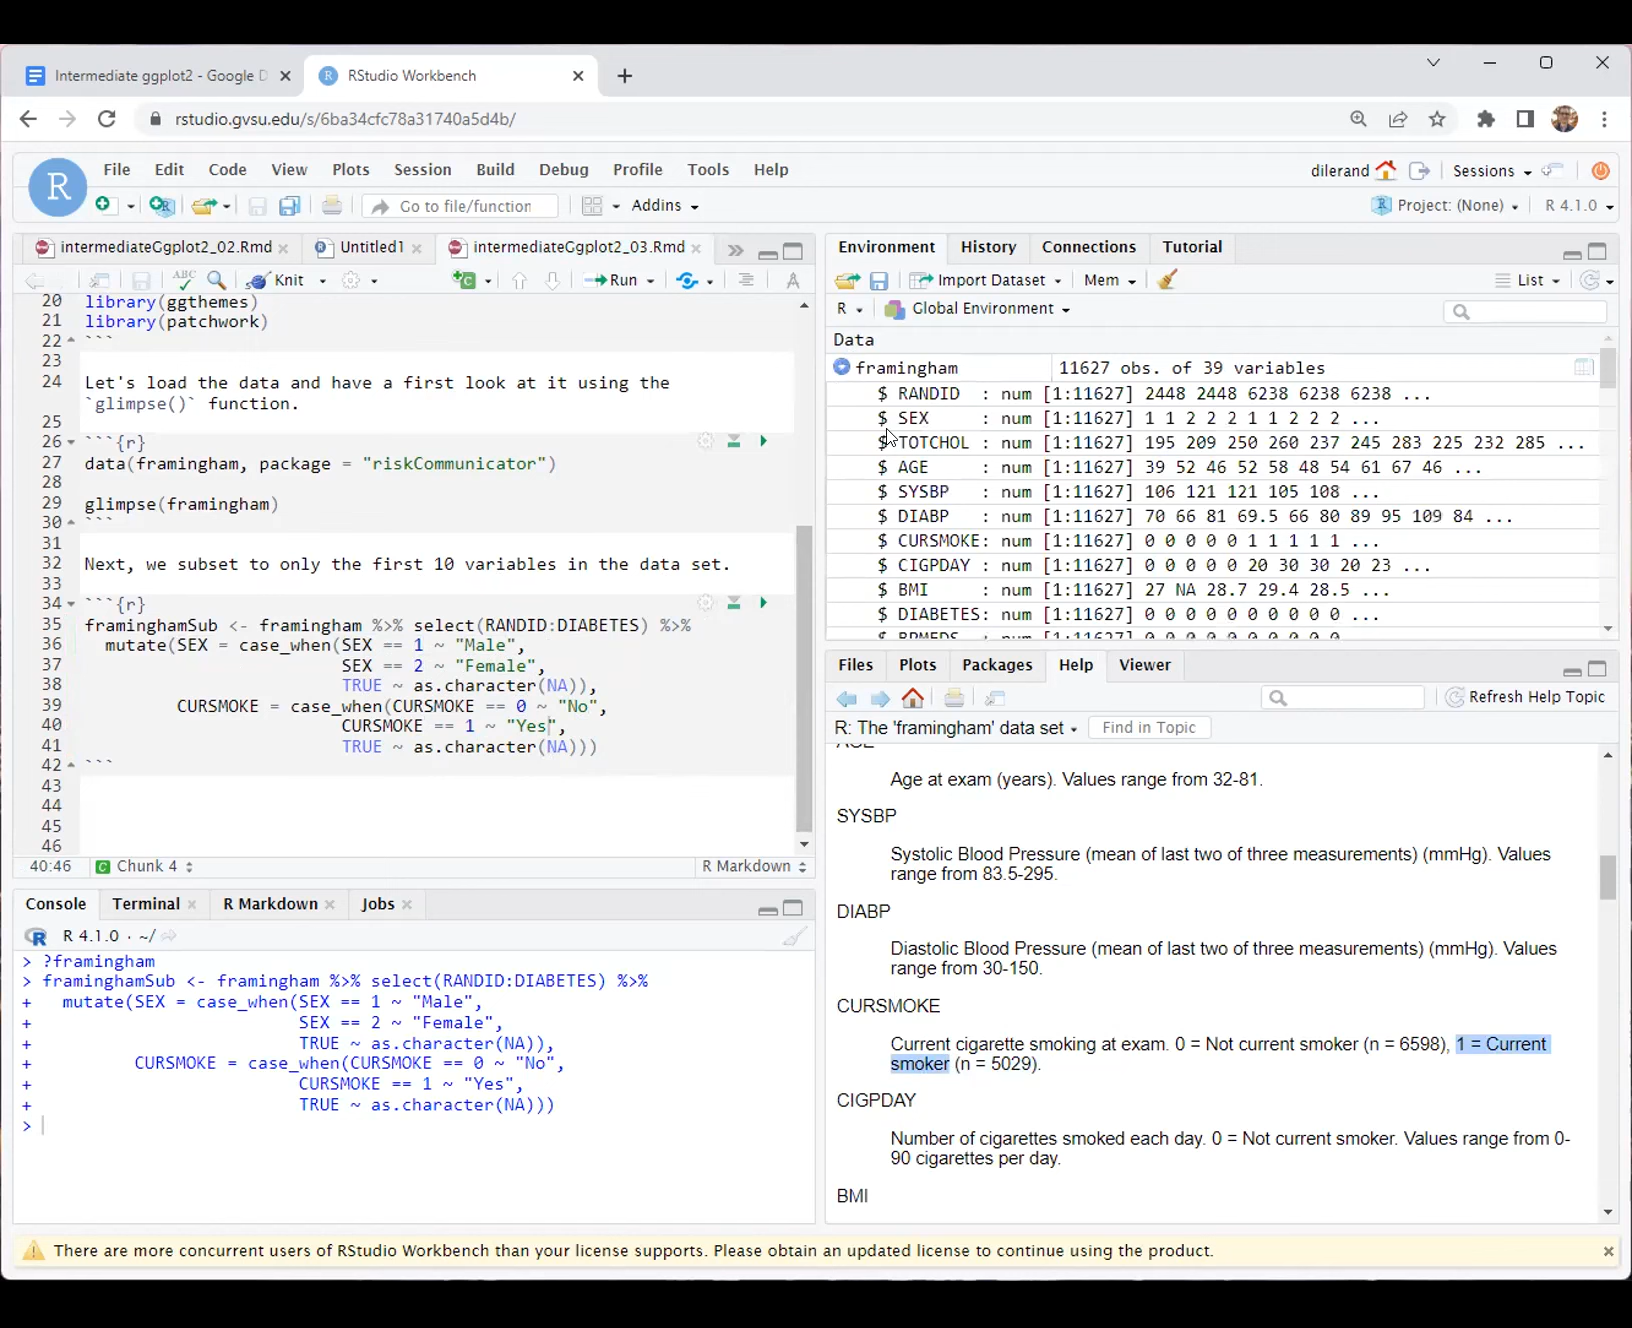 Intermediate ggplot2 - Google D
RStudio Workbench
rstudio.gvsu.edu/s/6ba34cfc78a31740a5d4b/
R
File Edit Code View Plots Session Build Debug Profile Tools Help
dilerand
Sessions
Go to file/function
Addins
Project: (None)
R 4.1.0
intermediateGgplot2_02.Rmd
Untitled1
intermediateGgplot2_03.Rmd
ABC
Knit
Run
20 library(ggthemes)
21 library(patchwork)
22 ```
23
24 Let's load the data and have a first look at it using the
`glimpse()` function.
25
26 ```{r}
27 data(framingham, package = "riskCommunicator")
28
29 glimpse(framingham)
30 ```
31
32 Next, we subset to only the first 10 variables in the data set.
33
34 ```{r}
35 framinghamSub <- framingham %>% select(RANDID:DIABETES) %>%
36 mutate(SEX = case_when(SEX == 1 ~ "Male",
37 SEX == 2 ~ "Female",
38 TRUE ~ as.character(NA)),
39 CURSMOKE = case_when(CURSMOKE == 0 ~ "No",
40 CURSMOKE == 1 ~ "Yes",
41 TRUE ~ as.character(NA)))
42 ```
43
44
45
46
40:46
C Chunk 4
R Markdown
Console Terminal R Markdown Jobs
R R 4.1.0 · ~/
> ?framingham
> framinghamSub <- framingham %>% select(RANDID:DIABETES) %>%
+ mutate(SEX = case_when(SEX == 1 ~ "Male",
+ SEX == 2 ~ "Female",
+ TRUE ~ as.character(NA)),
+ CURSMOKE = case_when(CURSMOKE == 0 ~ "No",
+ CURSMOKE == 1 ~ "Yes",
+ TRUE ~ as.character(NA)))
>
Environment History Connections Tutorial
Import Dataset Mem List
R Global Environment
Data
framingham 11627 obs. of 39 variables
$ RANDID : num [1:11627] 2448 2448 6238 6238 6238 ...
$ SEX : num [1:11627] 1 1 2 2 2 1 1 2 2 2 ...
$ TOTCHOL : num [1:11627] 195 209 250 260 237 245 283 225 232 285 ...
$ AGE : num [1:11627] 39 52 46 52 58 48 54 61 67 46 ...
$ SYSBP : num [1:11627] 106 121 121 105 108 ...
$ DIABP : num [1:11627] 70 66 81 69.5 66 80 89 95 109 84 ...
$ CURSMOKE: num [1:11627] 0 0 0 0 0 1 1 1 1 1 ...
$ CIGPDAY : num [1:11627] 0 0 0 0 0 20 30 30 20 23 ...
$ BMI : num [1:11627] 27 NA 28.7 29.4 28.5 ...
$ DIABETES: num [1:11627] 0 0 0 0 0 0 0 0 0 0 ...
Files Plots Packages Help Viewer
Refresh Help Topic
R: The 'framingham' data set
Find in Topic
AGE
Age at exam (years). Values range from 32-81.
SYSBP
Systolic Blood Pressure (mean of last two of three measurements) (mmHg). Values
range from 83.5-295.
DIABP
Diastolic Blood Pressure (mean of last two of three measurements) (mmHg). Values
range from 30-150.
CURSMOKE
Current cigarette smoking at exam. 0 = Not current smoker (n = 6598), 1 = Current
smoker (n = 5029).
CIGPDAY
Number of cigarettes smoked each day. 0 = Not current smoker. Values range from 0-
90 cigarettes per day.
BMI
There are more concurrent users of RStudio Workbench than your license supports. Please obtain an updated license to continue using the product.